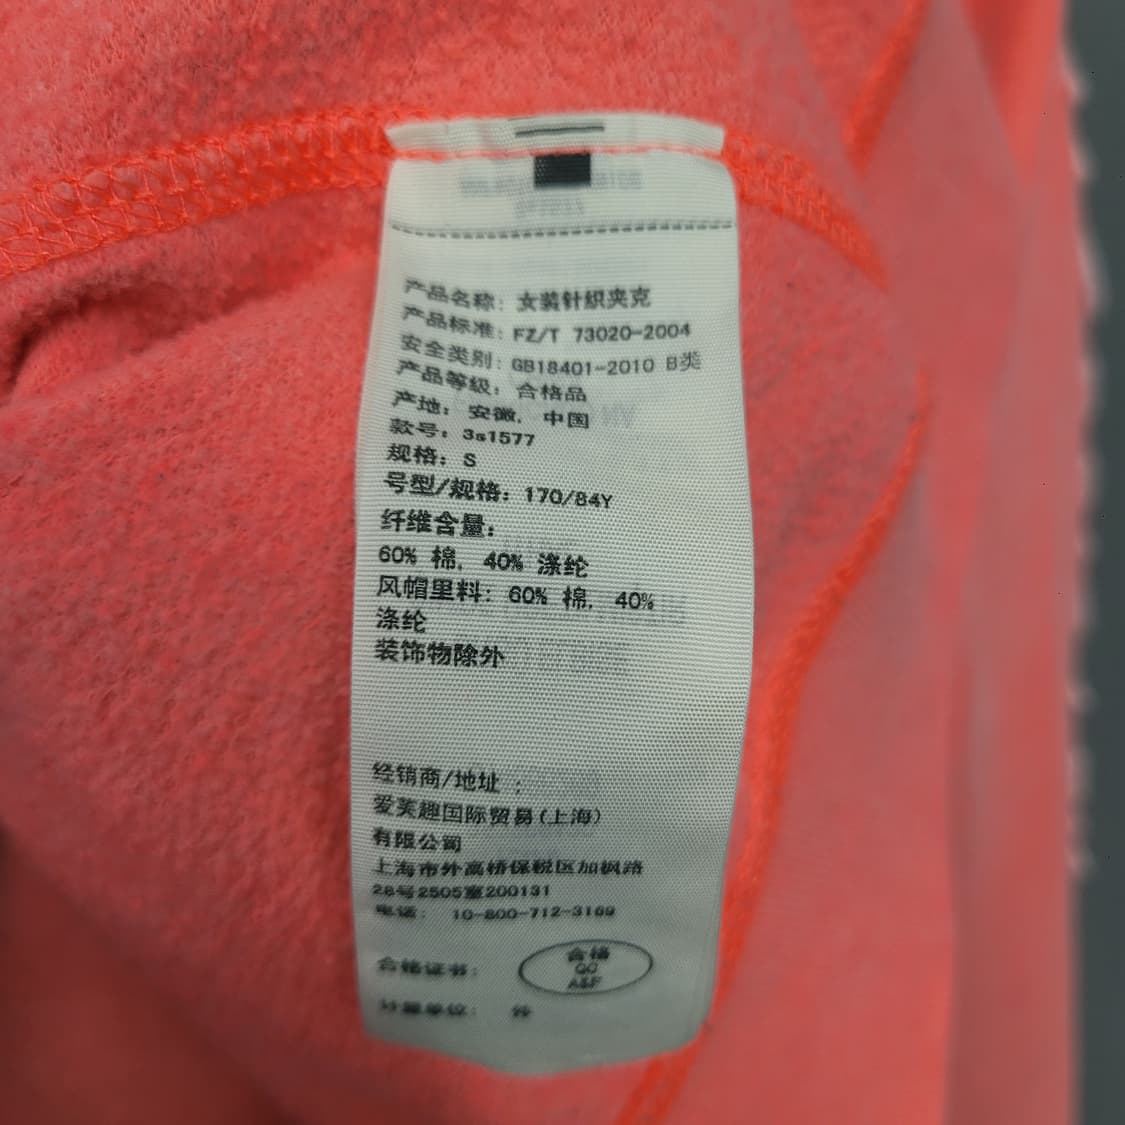 产品名称: 女装针织夹克
产品标准: FZ/T 73020-2004
安全类别: GB18401-2010 B类
产品等级: 合格品
产地: 安徽, 中国
款号: 3s1577
规格: S
号型/规格: 170/84Y
纤维含量:
60% 棉, 40% 涤纶
风帽里料: 60% 棉, 40%
涤纶
装饰物除外
经销商/地址 :
爱芙趣国际贸易(上海)
有限公司
上海市外高桥保税区加枫路
28号2505室200131
电话: 10-800-712-3169
合格证书:
合格
QC
A&F
计量单位: 件